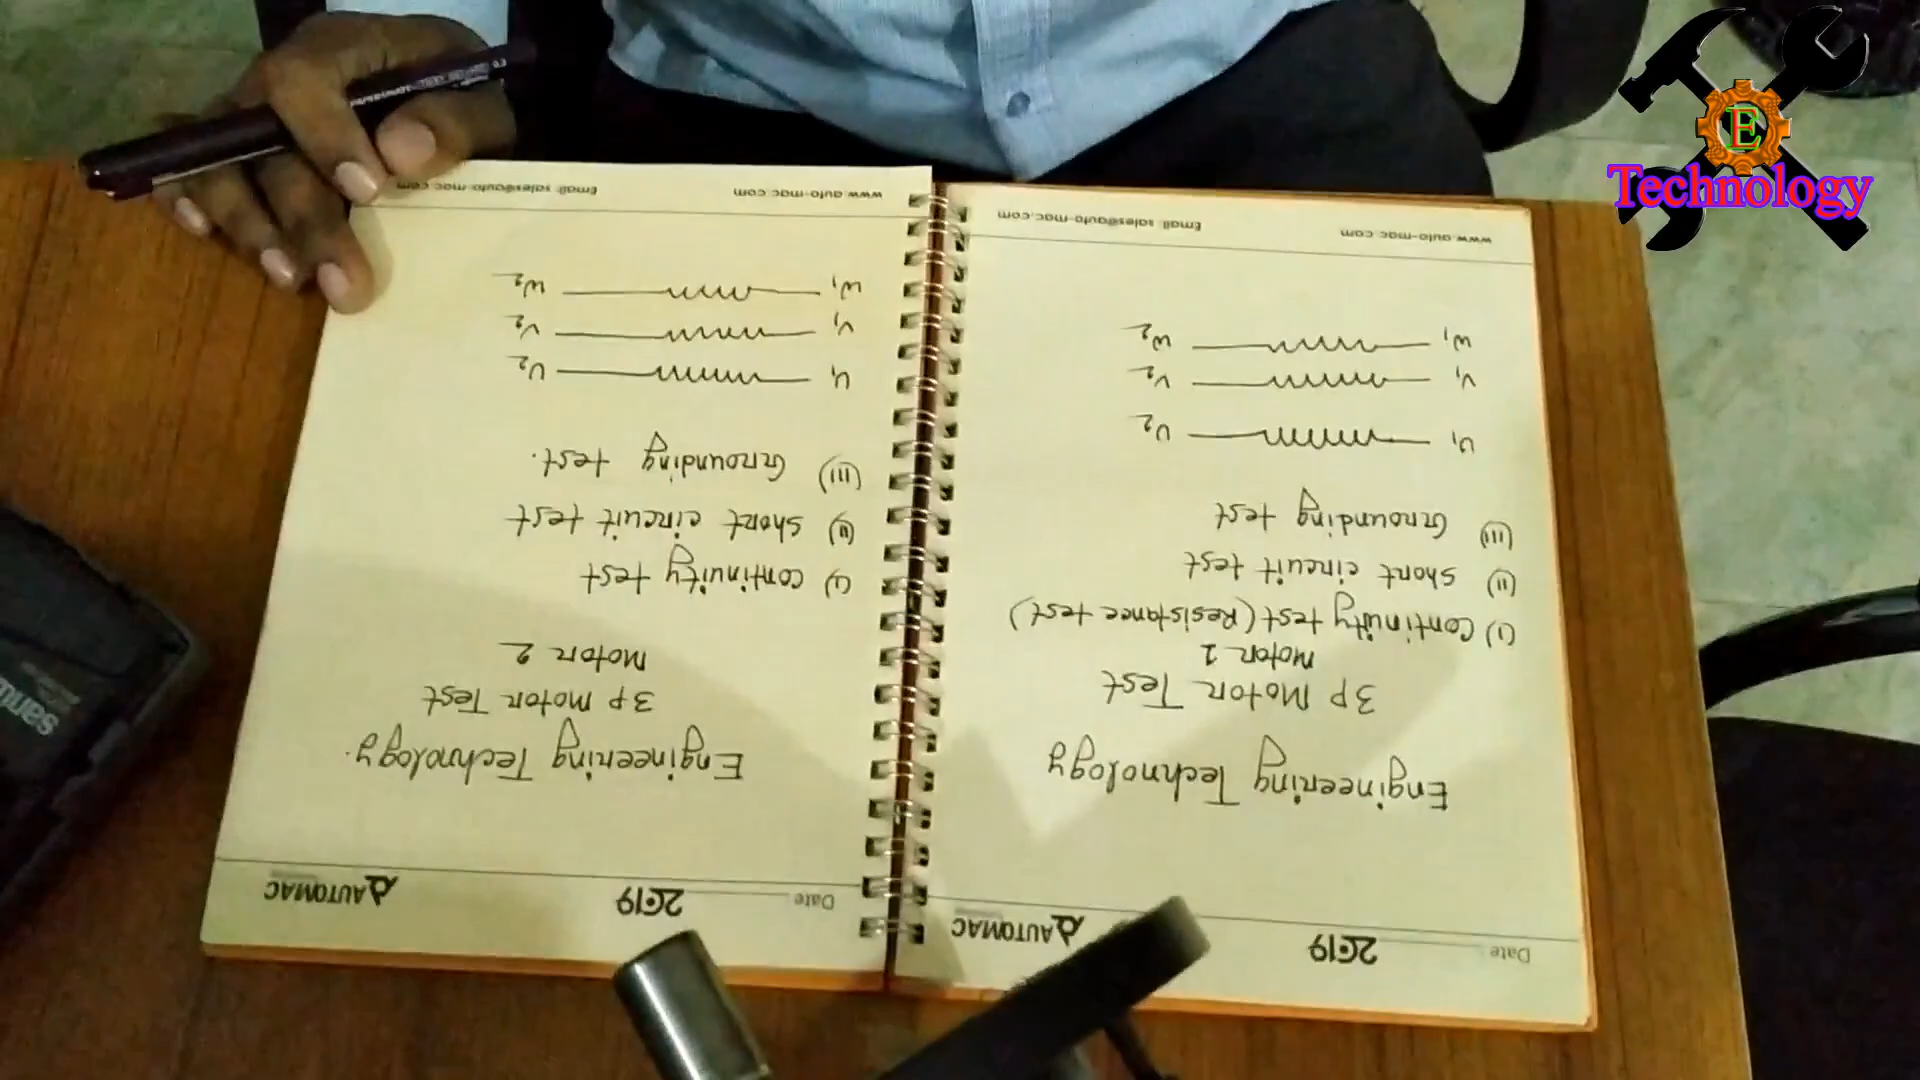 AUTOMAC
2019
Date
Engineering Technology
3P Motor Test
Motor 1
(i) Continuity test (Resistance test)
(ii) Short circuit test
(iii) Grounding test
U1 U2
V1 V2
W1 W2
www.auto-mac.com Email: sales@auto-mac.com
AUTOMAC
2019
Date
Engineering Technology.
3P Motor Test
Motor 2
(i) Continuity test
(ii) Short circuit test
(iii) Grounding test.
U1 U2
V1 V2
W1 W2
www.auto-mac.com Email: sales@auto-mac.com
E
Technology